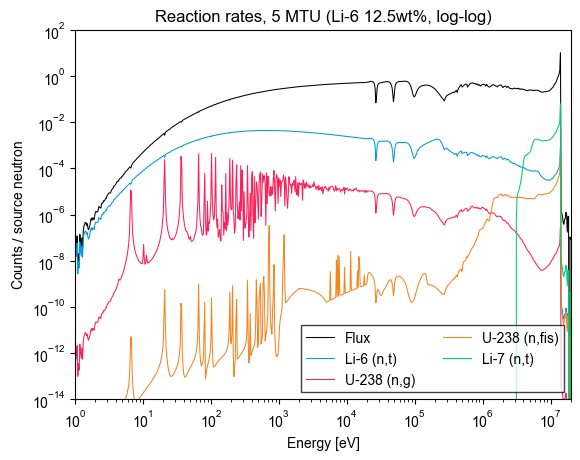 Reaction rates, 5 MTU (Li-6 12.5wt%, log-log)
Counts / source neutron
10^2
10^0
10^−2
10^−4
10^−6
10^−8
10^−10
10^−12
10^−14
Flux
Li-6 (n,t)
U-238 (n,g)
U-238 (n,fis)
Li-7 (n,t)
10^0 10^1 10^2 10^3 10^4 10^5 10^6 10^7
Energy [eV]